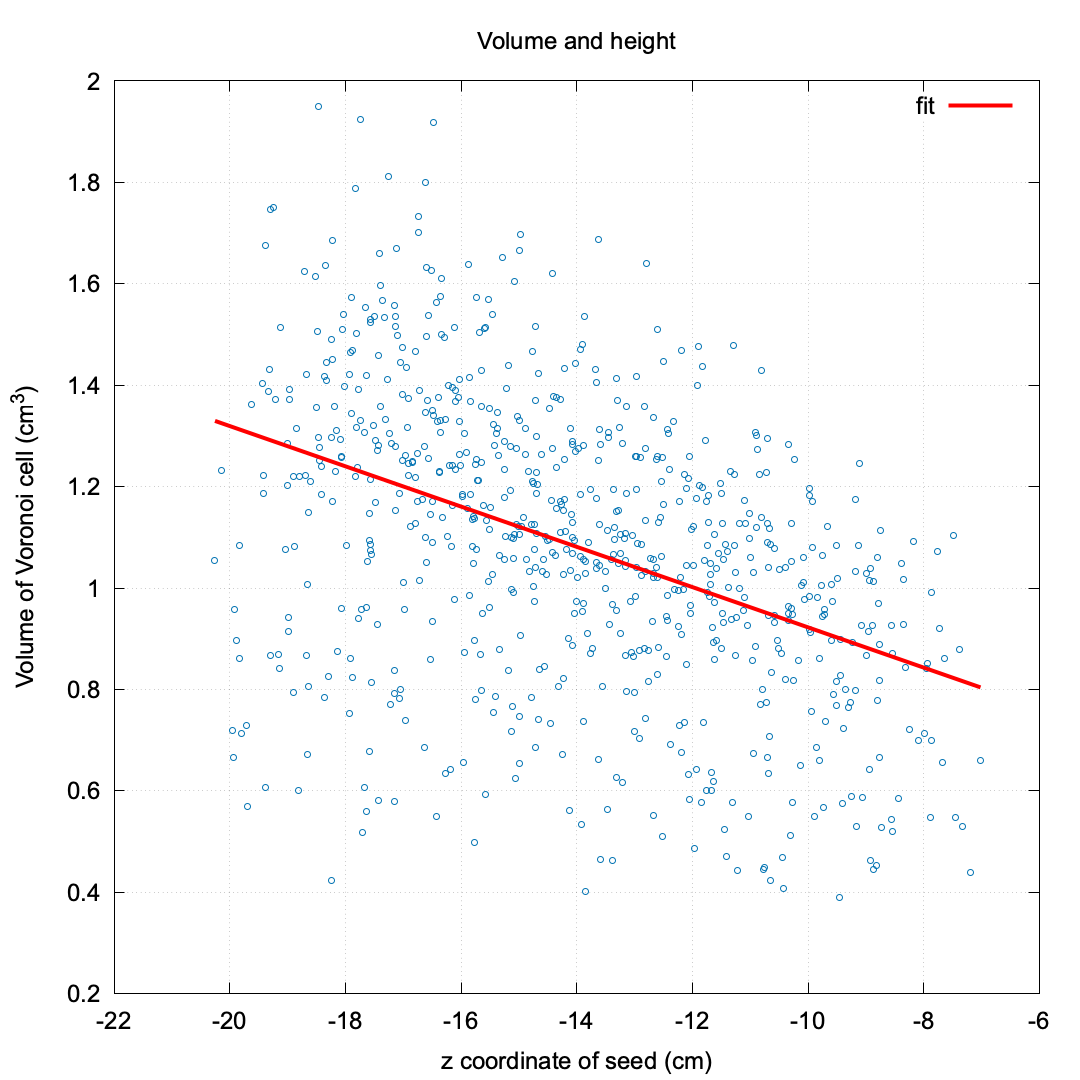 Volume and height
fit
2
1.8
1.6
1.4
1.2
1
0.8
0.6
0.4
0.2
Volume of Voronoi cell (cm³)
-22 -20 -18 -16 -14 -12 -10 -8 -6
z coordinate of seed (cm)